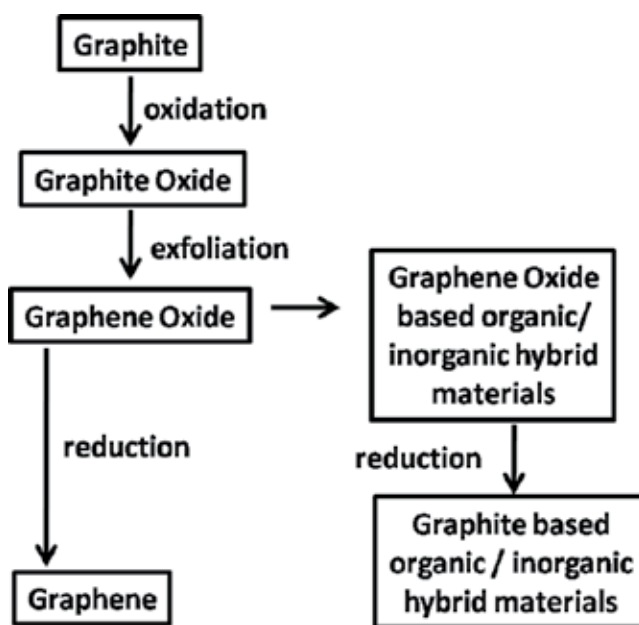 Graphite
oxidation
Graphite Oxide
exfoliation
Graphene Oxide
Graphene Oxide
based organic/
inorganic hybrid
materials
reduction
reduction
Graphite based
organic / inorganic
hybrid materials
Graphene